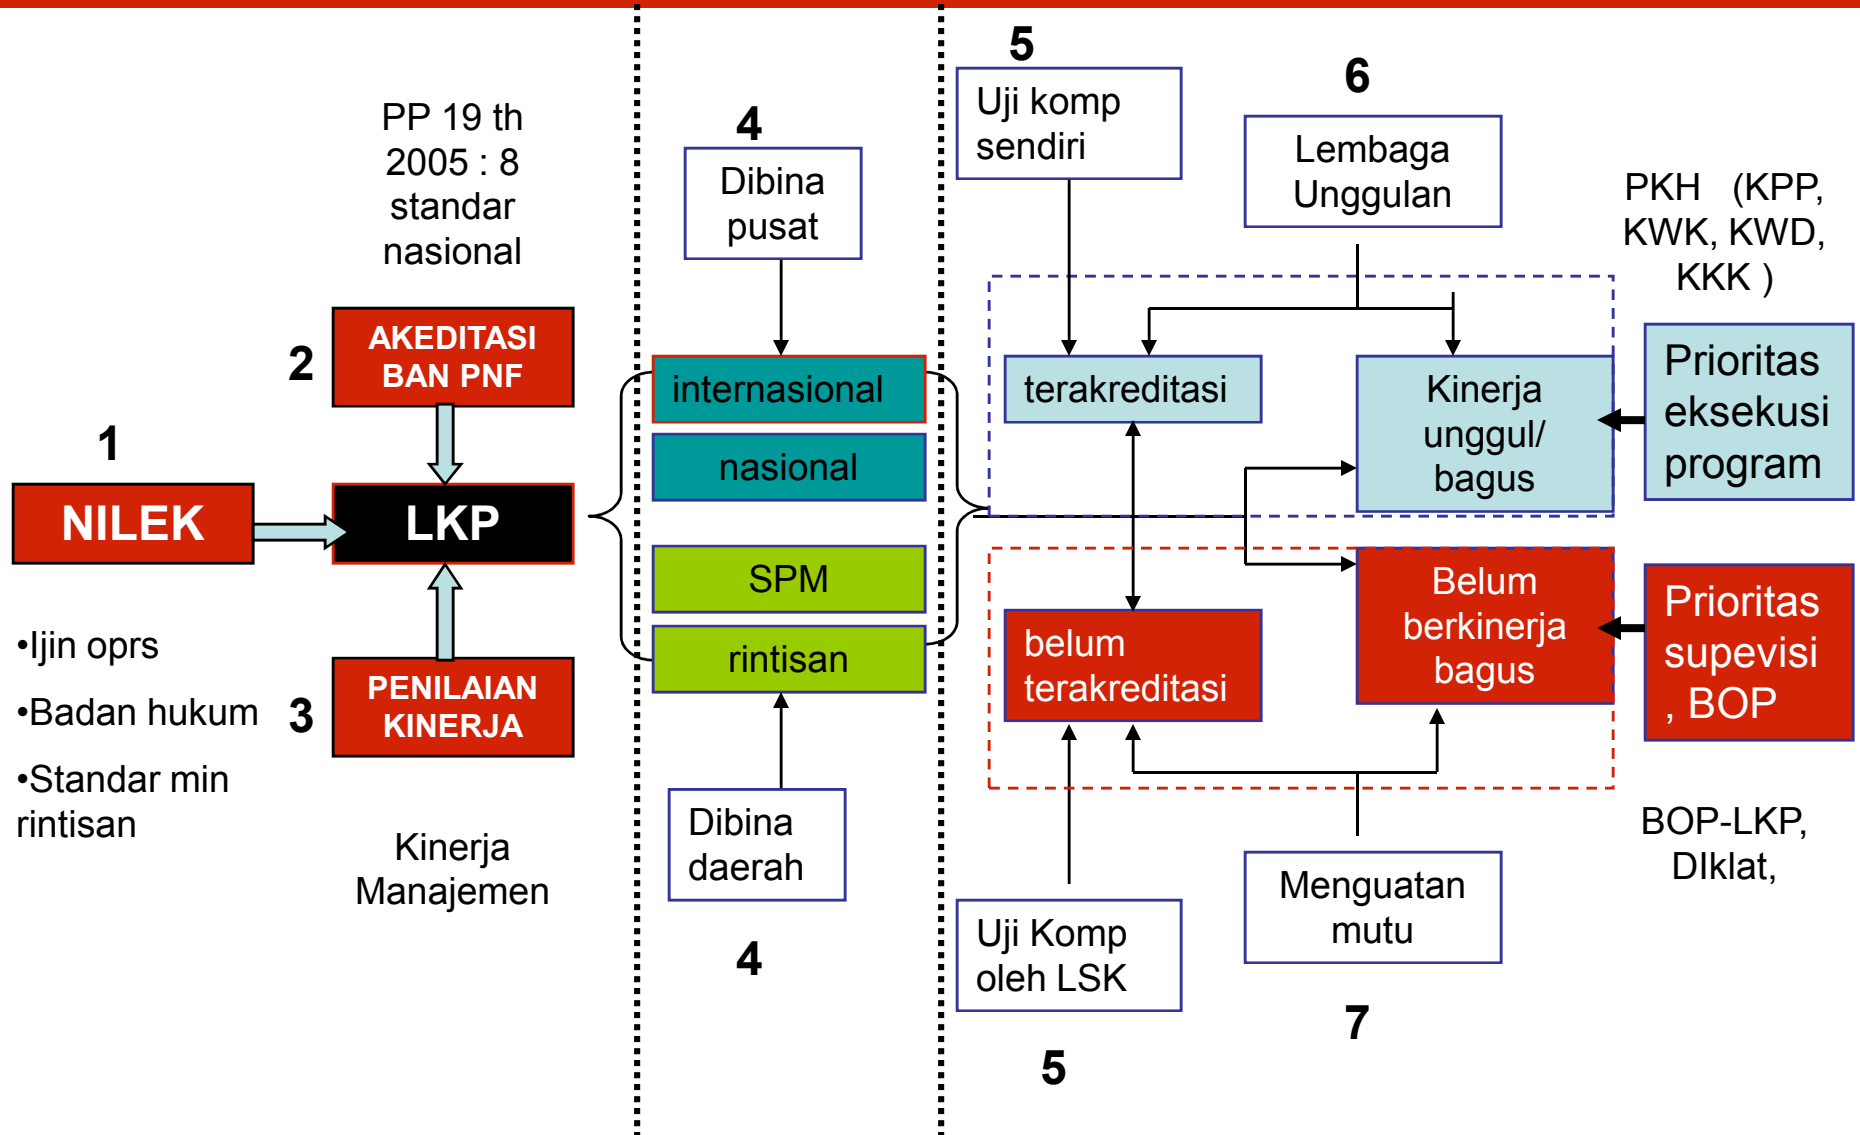 1
NILEK
•Ijin oprs
•Badan hukum
•Standar min
rintisan
PP 19 th
2005 : 8
standar
nasional
2
AKEDITASI
BAN PNF
LKP
3
PENILAIAN
KINERJA
Kinerja
Manajemen
4
Dibina
pusat
internasional
nasional
SPM
rintisan
Dibina
daerah
4
5
Uji komp
sendiri
6
Lembaga
Unggulan
terakreditasi
Kinerja
unggul/
bagus
belum
terakreditasi
Belum
berkinerja
bagus
Uji Komp
oleh LSK
5
Menguatan
mutu
7
PKH (KPP,
KWK, KWD,
KKK )
Prioritas
eksekusi
program
Prioritas
supevisi
, BOP
BOP-LKP,
DIklat,